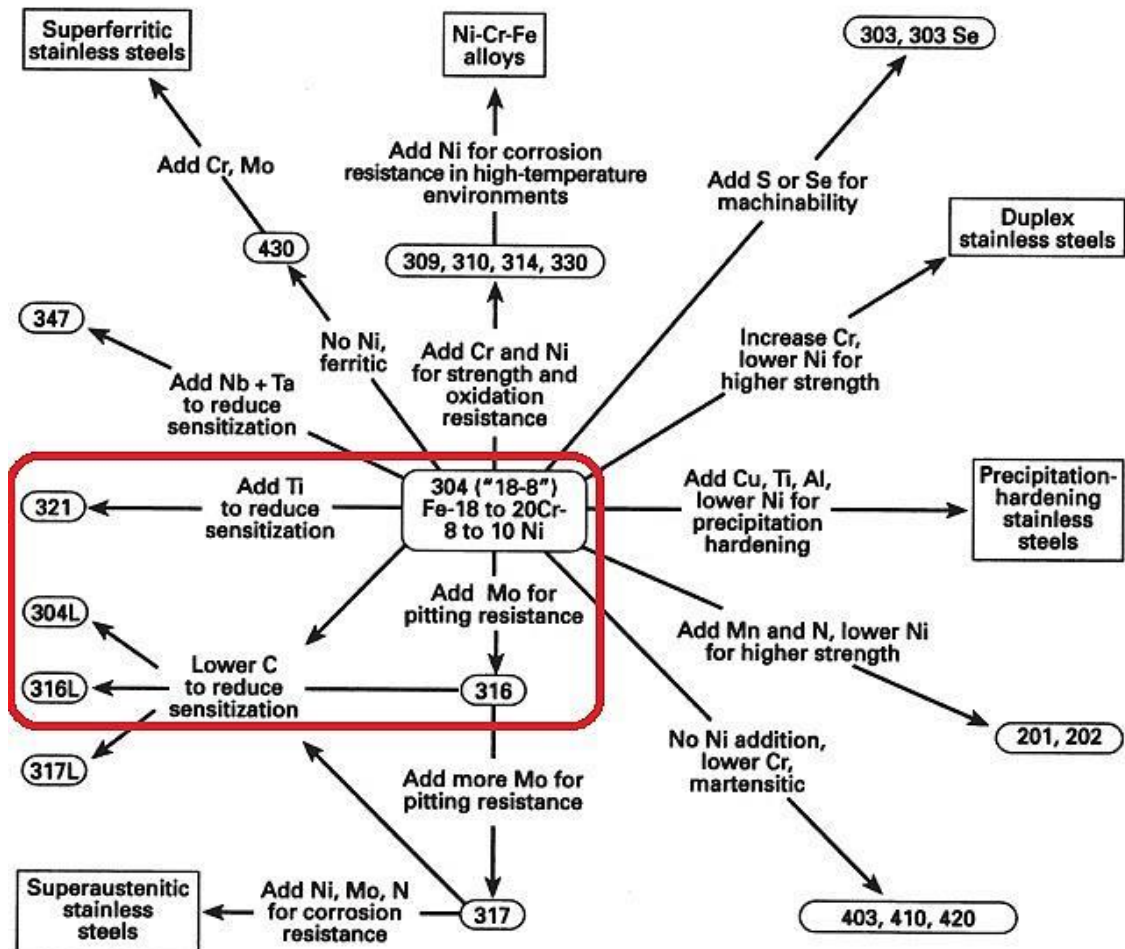 Superferritic
stainless steels
Ni-Cr-Fe
alloys
303, 303 Se
Add Cr, Mo
Add Ni for corrosion
resistance in high-temperature
environments
Add S or Se for
machinability
Duplex
stainless steels
430
309, 310, 314, 330
347
No Ni,
ferritic
Add Cr and Ni
for strength and
oxidation
resistance
Increase Cr,
lower Ni for
higher strength
Add Nb + Ta
to reduce
sensitization
321
Add Ti
to reduce
sensitization
304 ("18-8")
Fe-18 to 20Cr-
8 to 10 Ni
Add Cu, Ti, Al,
lower Ni for
precipitation
hardening
Precipitation-
hardening
stainless
steels
304L
Add Mo for
pitting resistance
Add Mn and N, lower Ni
for higher strength
316L
Lower C
to reduce
sensitization
316
201, 202
317L
Add more Mo for
pitting resistance
No Ni addition,
lower Cr,
martensitic
Superaustenitic
stainless
steels
Add Ni, Mo, N
for corrosion
resistance
317
403, 410, 420